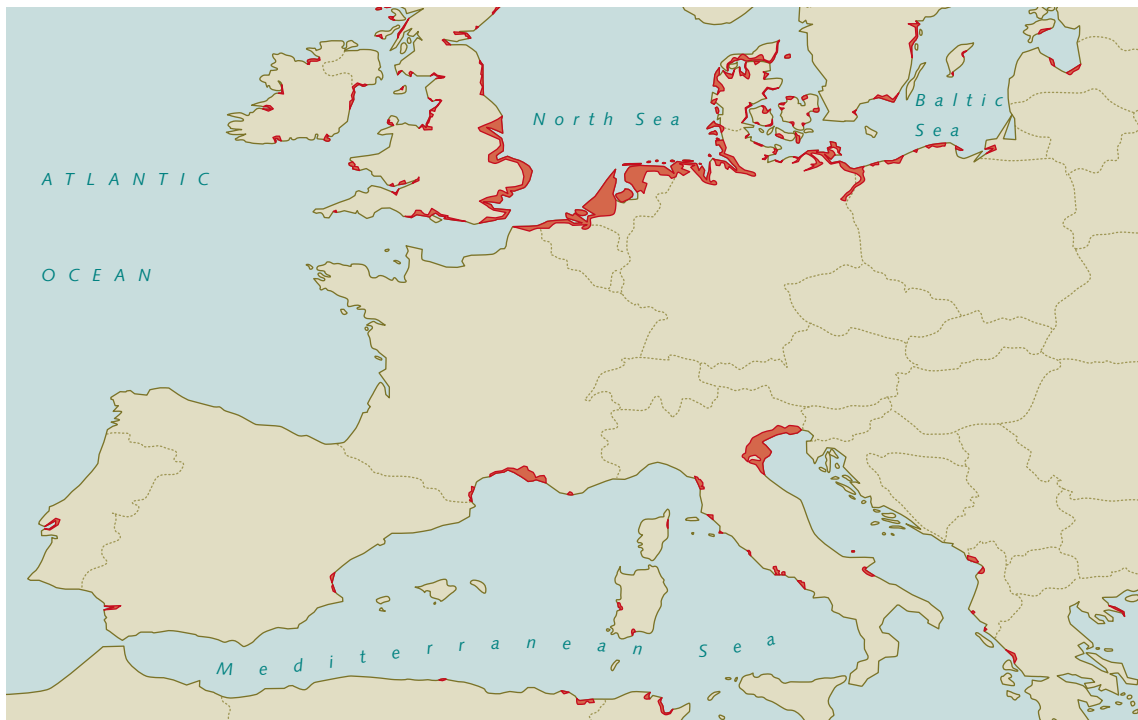 North Sea
Baltic
Sea
ATLANTIC
OCEAN
Mediterranean Sea